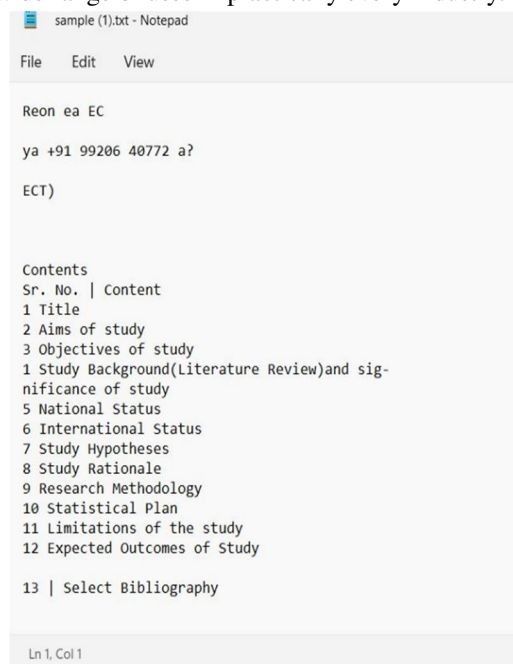 sample (1).txt - Notepad
File Edit View
Reon ea EC
ya +91 99206 40772 a?
ECT)
Contents
Sr. No. | Content
1 Title
2 Aims of study
3 Objectives of study
1 Study Background(Literature Review)and sig-
nificance of study
5 National Status
6 International Status
7 Study Hypotheses
8 Study Rationale
9 Research Methodology
10 Statistical Plan
11 Limitations of the study
12 Expected Outcomes of Study
13 | Select Bibliography
Ln 1, Col 1